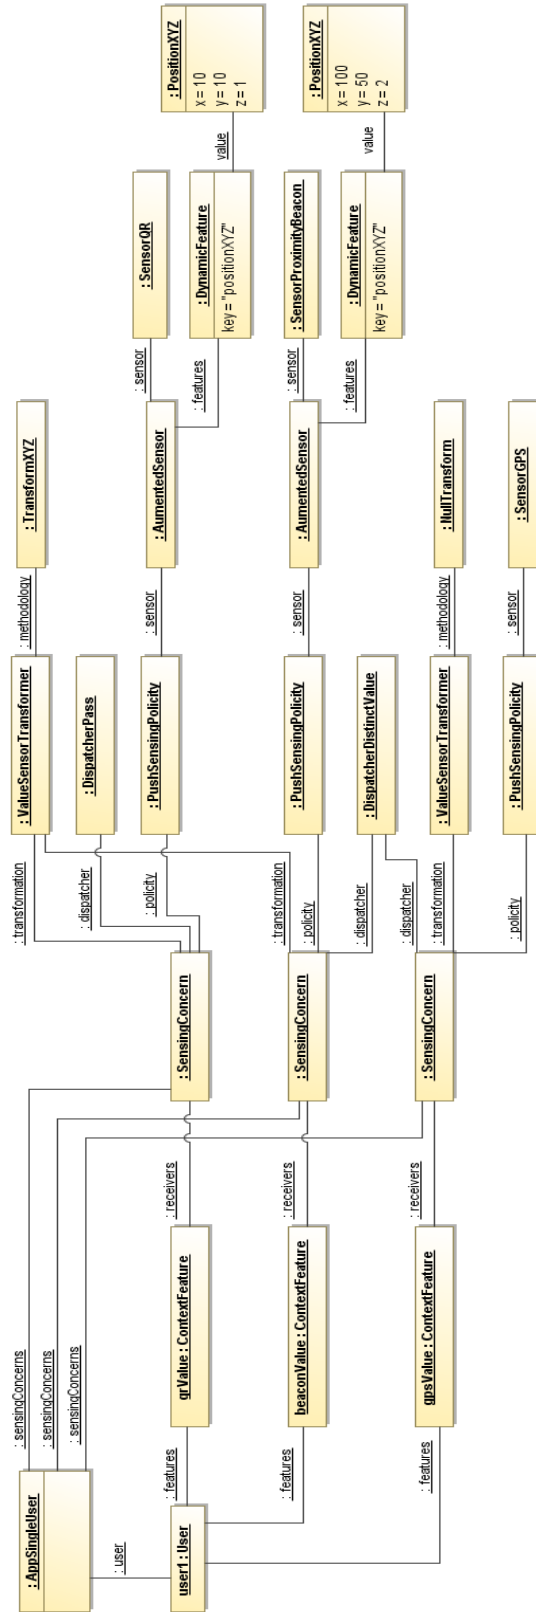 : AppSingleUser
: sensingConcerns
: sensingConcerns
: sensingConcerns
: user
user1 : User
: features
: features
: features
qrValue : ContextFeature
beaconValue : ContextFeature
gpsValue : ContextFeature
: receivers
: receivers
: receivers
: SensingConcern
: SensingConcern
: SensingConcern
: transformation
: dispatcher
: policity
: transformation
: policity
: dispatcher
: dispatcher
: transformation
: policity
: ValueSensorTransformer
: DispatcherPass
: PushSensingPolicity
: PushSensingPolicity
: DispatcherDistinctValue
: ValueSensorTransformer
: PushSensingPolicity
: methodology
: sensor
: sensor
: methodology
: sensor
: TransformXYZ
: AumentedSensor
: AumentedSensor
: NullTransform
: SensorGPS
: sensor
: features
: sensor
: features
: SensorQR
: DynamicFeature
key = "positionXYZ"
: SensorProximityBeacon
: DynamicFeature
key = "positionXYZ"
value
value
: PositionXYZ
x = 10
y = 10
z = 1
: PositionXYZ
x = 100
y = 50
z = 2